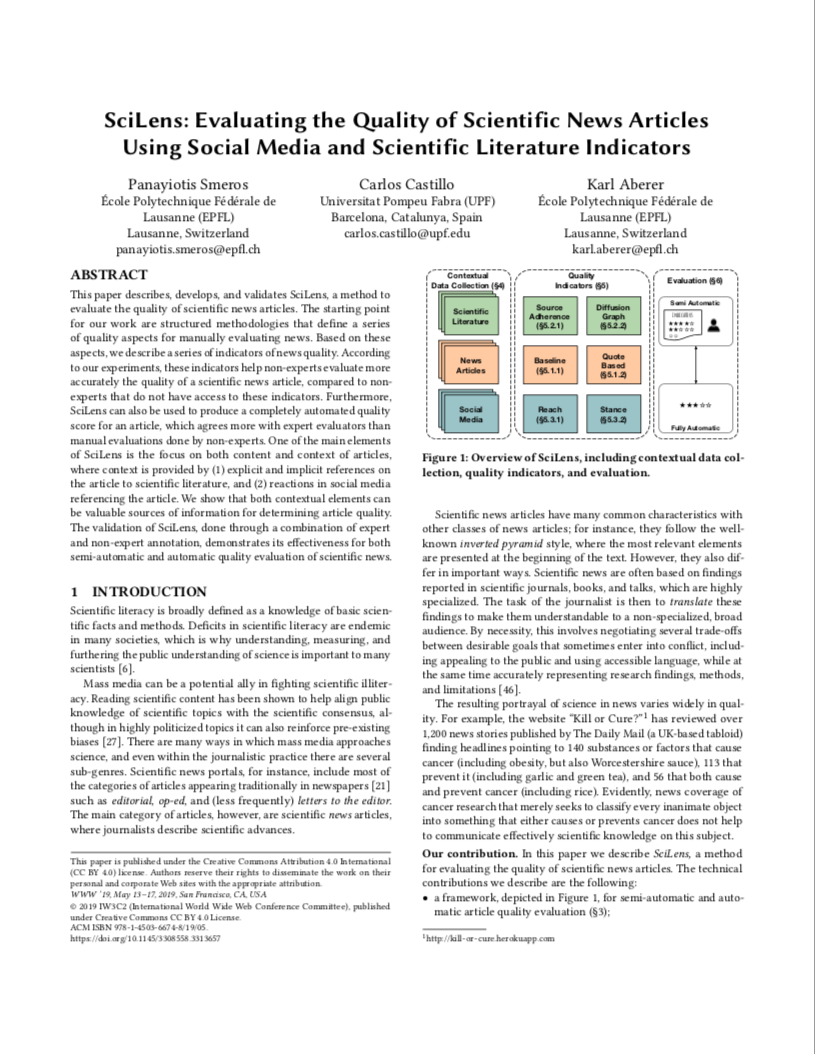 SciLens: Evaluating the Quality of Scientific News Articles
Using Social Media and Scientific Literature Indicators
Panayiotis Smeros
École Polytechnique Fédérale de
Lausanne (EPFL)
Lausanne, Switzerland
panayiotis.smeros@epfl.ch
Carlos Castillo
Universitat Pompeu Fabra (UPF)
Barcelona, Catalunya, Spain
carlos.castillo@upf.edu
Karl Aberer
École Polytechnique Fédérale de
Lausanne (EPFL)
Lausanne, Switzerland
karl.aberer@epfl.ch
ABSTRACT
This paper describes, develops, and validates SciLens, a method to
evaluate the quality of scientific news articles. The starting point
for our work are structured methodologies that define a series
of quality aspects for manually evaluating news. Based on these
aspects, we describe a series of indicators of news quality. According
to our experiments, these indicators help non-experts evaluate more
accurately the quality of a scientific news article, compared to non-
experts that do not have access to these indicators. Furthermore,
SciLens can also be used to produce a completely automated quality
score for an article, which agrees more with expert evaluators than
manual evaluations done by non-experts. One of the main elements
of SciLens is the focus on both content and context of articles,
where context is provided by (1) explicit and implicit references on
the article to scientific literature, and (2) reactions in social media
referencing the article. We show that both contextual elements can
be valuable sources of information for determining article quality.
The validation of SciLens, done through a combination of expert
and non-expert annotation, demonstrates its effectiveness for both
semi-automatic and automatic quality evaluation of scientific news.
1 INTRODUCTION
Scientific literacy is broadly defined as a knowledge of basic scien-
tific facts and methods. Deficits in scientific literacy are endemic
in many societies, which is why understanding, measuring, and
furthering the public understanding of science is important to many
scientists [6].
Mass media can be a potential ally in fighting scientific illiter-
acy. Reading scientific content has been shown to help align public
knowledge of scientific topics with the scientific consensus, al-
though in highly politicized topics it can also reinforce pre-existing
biases [27]. There are many ways in which mass media approaches
science, and even within the journalistic practice there are several
sub-genres. Scientific news portals, for instance, include most of
the categories of articles appearing traditionally in newspapers [21]
such as editorial, op-ed, and (less frequently) letters to the editor.
The main category of articles, however, are scientific news articles,
where journalists describe scientific advances.
This paper is published under the Creative Commons Attribution 4.0 International
(CC BY 4.0) license. Authors reserve their rights to disseminate the work on their
personal and corporate Web sites with the appropriate attribution.
WWW '19, May 13–17, 2019, San Francisco, CA, USA
© 2019 IW3C2 (International World Wide Web Conference Committee), published
under Creative Commons CC BY 4.0 License.
ACM ISBN 978-1-4503-6674-8/19/05.
https://doi.org/10.1145/3308558.3313657
Contextual
Data Collection (§4)
Scientific
Literature
News
Articles
Social
Media
Quality
Indicators (§5)
Source
Adherence
(§5.2.1)
Diffusion
Graph
(§5.2.2)
Baseline
(§5.1.1)
Quote
Based
(§5.1.2)
Reach
(§5.3.1)
Stance
(§5.3.2)
Evaluation (§6)
Semi Automatic
★★★★☆
★★☆☆☆
★★★☆☆
Fully Automatic
Figure 1: Overview of SciLens, including contextual data col-
lection, quality indicators, and evaluation.
Scientific news articles have many common characteristics with
other classes of news articles; for instance, they follow the well-
known inverted pyramid style, where the most relevant elements
are presented at the beginning of the text. However, they also dif-
fer in important ways. Scientific news are often based on findings
reported in scientific journals, books, and talks, which are highly
specialized. The task of the journalist is then to translate these
findings to make them understandable to a non-specialized, broad
audience. By necessity, this involves negotiating several trade-offs
between desirable goals that sometimes enter into conflict, includ-
ing appealing to the public and using accessible language, while at
the same time accurately representing research findings, methods,
and limitations [46].
The resulting portrayal of science in news varies widely in qual-
ity. For example, the website “Kill or Cure?”1 has reviewed over
1,200 news stories published by The Daily Mail (a UK-based tabloid)
finding headlines pointing to 140 substances or factors that cause
cancer (including obesity, but also Worcestershire sauce), 113 that
prevent it (including garlic and green tea), and 56 that both cause
and prevent cancer (including rice). Evidently, news coverage of
cancer research that merely seeks to classify every inanimate object
into something that either causes or prevents cancer does not help
to communicate effectively scientific knowledge on this subject.
Our contribution. In this paper we describe SciLens, a method
for evaluating the quality of scientific news articles. The technical
contributions we describe are the following:
• a framework, depicted in Figure 1, for semi-automatic and auto-
matic article quality evaluation (§3);
1http://kill-or-cure.herokuapp.com